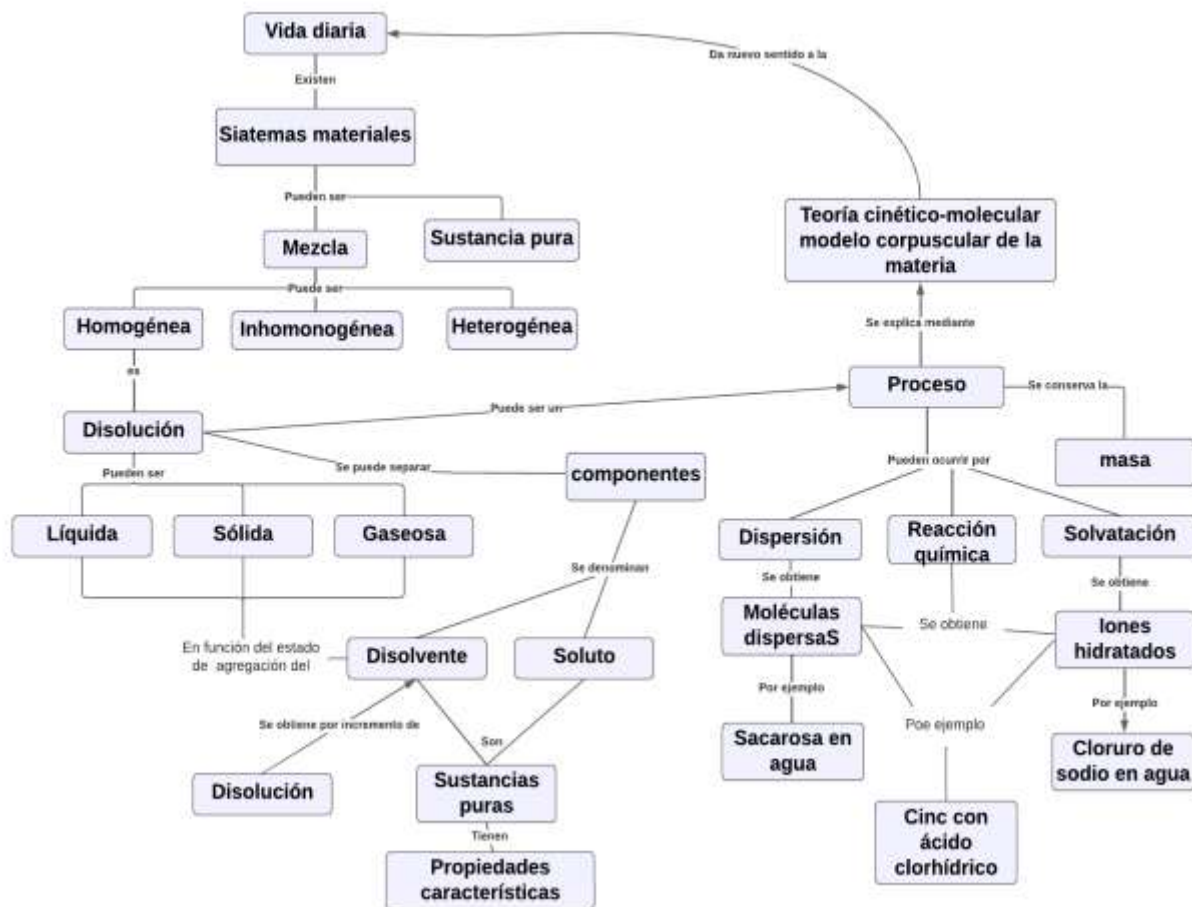 Vida diaria
Da nuevo sentido a la
Existen
Siatemas materiales
Pueden ser
Mezcla
Sustancia pura
Teoría cinético-molecular
modelo corpuscular de la
materia
Puede ser
Homogénea
Inhomonogénea
Heterogénea
Se explica mediante
es
Proceso
Se conserva la
Puede ser un
Disolución
Pueden ser
Se puede separar
componentes
Pueden ocurrir por
masa
Líquida
Sólida
Gaseosa
Dispersión
Reacción
química
Solvatación
Se denominan
Se obtiene
Se obtiene
Moléculas
dispersaS
Se obtiene
Iones
hidratados
En función del estado
de agregación del
Disolvente
Soluto
Por ejemplo
Por ejemplo
Se obtiene por incremento de
Poe ejemplo
Son
Sacarosa en
agua
Cloruro de
sodio en agua
Disolución
Sustancias
puras
Cinc con
ácido
clorhídrico
Tienen
Propiedades
características